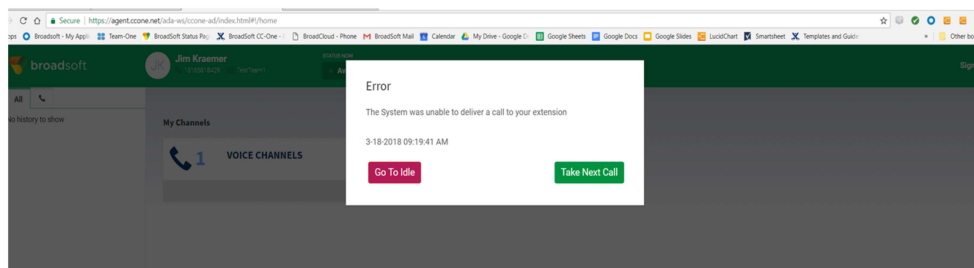 Secure | https://agent.ccone.net/ada-ws/ccone-ad/index.html#!/home
Broadsoft - My Appli Team-One BroadSoft Status Pag BroadSoft CC-One - BroadCloud - Phone BroadSoft Mail Calendar My Drive - Google D Google Sheets Google Docs Google Slides LucidChart Smartsheet Templates and Guide » Other bo
broadsoft
JK
Jim Kraemer
TestTeam1
Sign
All
No history to show
My Channels
1 VOICE CHANNELS
Error
The System was unable to deliver a call to your extension
3-18-2018 09:19:41 AM
Go To Idle
Take Next Call